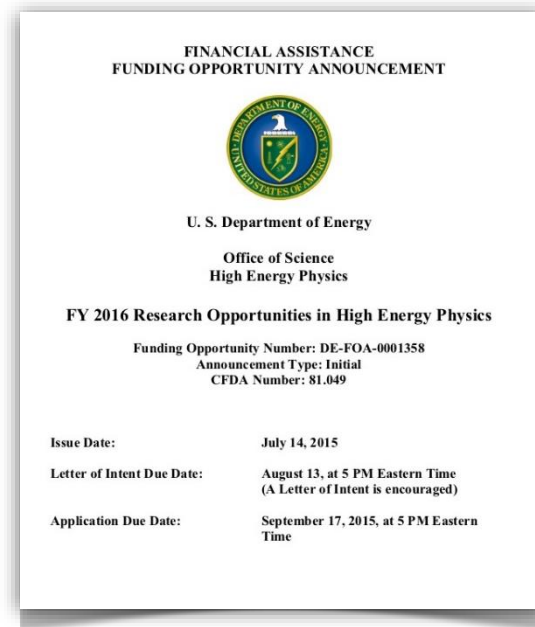 FINANCIAL ASSISTANCE
FUNDING OPPORTUNITY ANNOUNCEMENT
DEPARTMENT OF ENERGY
UNITED STATES OF AMERICA
U. S. Department of Energy
Office of Science
High Energy Physics
FY 2016 Research Opportunities in High Energy Physics
Funding Opportunity Number: DE-FOA-0001358
Announcement Type: Initial
CFDA Number: 81.049
Issue Date: July 14, 2015
Letter of Intent Due Date: August 13, at 5 PM Eastern Time
(A Letter of Intent is encouraged)
Application Due Date: September 17, 2015, at 5 PM Eastern
Time